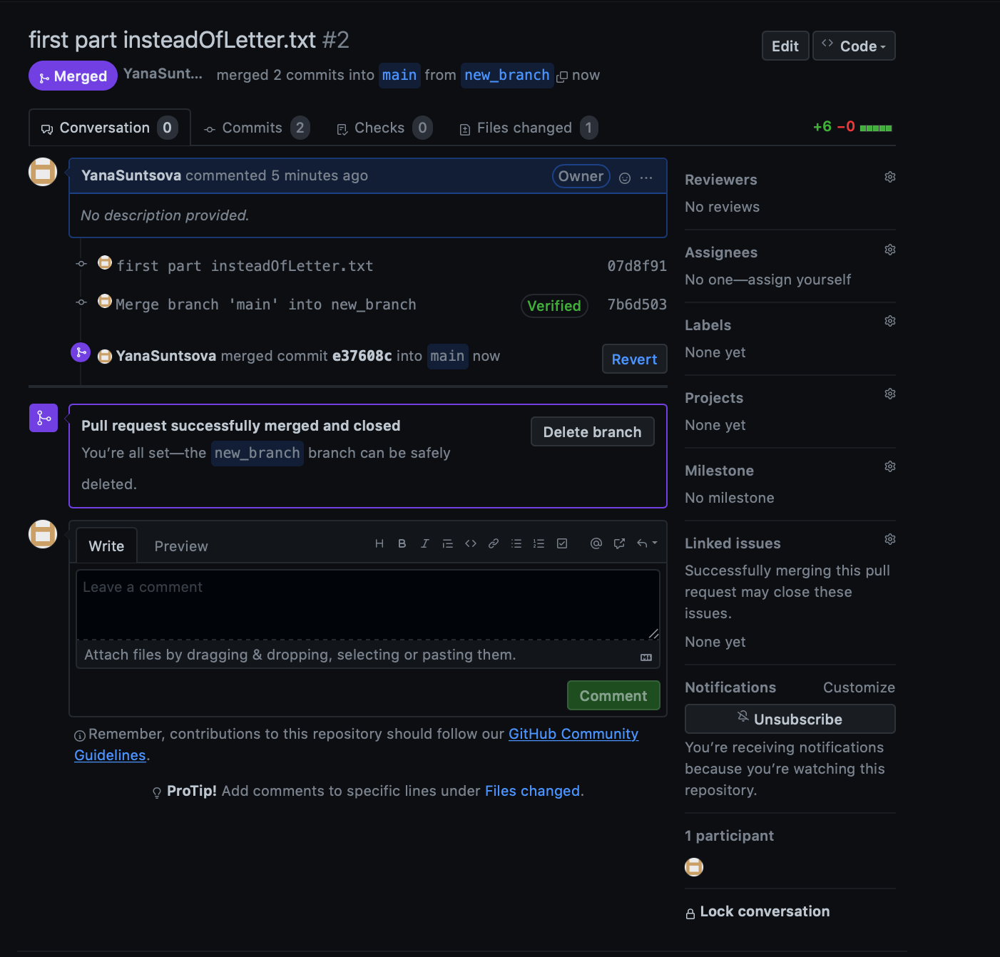 first part insteadOfLetter.txt #2
Edit
Code
Merged
YanaSunt... merged 2 commits into main from new_branch now
Conversation 0
Commits 2
Checks 0
Files changed 1
+6 −0
YanaSuntsova commented 5 minutes ago
Owner
No description provided.
first part insteadOfLetter.txt
07d8f91
Merge branch 'main' into new_branch
Verified
7b6d503
YanaSuntsova merged commit e37608c into main now
Revert
Pull request successfully merged and closed
You’re all set—the new_branch branch can be safely
deleted.
Delete branch
Write
Preview
Leave a comment
Attach files by dragging & dropping, selecting or pasting them.
Comment
Remember, contributions to this repository should follow our GitHub Community
Guidelines.
ProTip! Add comments to specific lines under Files changed.
Reviewers
No reviews
Assignees
No one—assign yourself
Labels
None yet
Projects
None yet
Milestone
No milestone
Linked issues
Successfully merging this pull
request may close these
issues.
None yet
Notifications
Customize
Unsubscribe
You’re receiving notifications
because you’re watching this
repository.
1 participant
Lock conversation